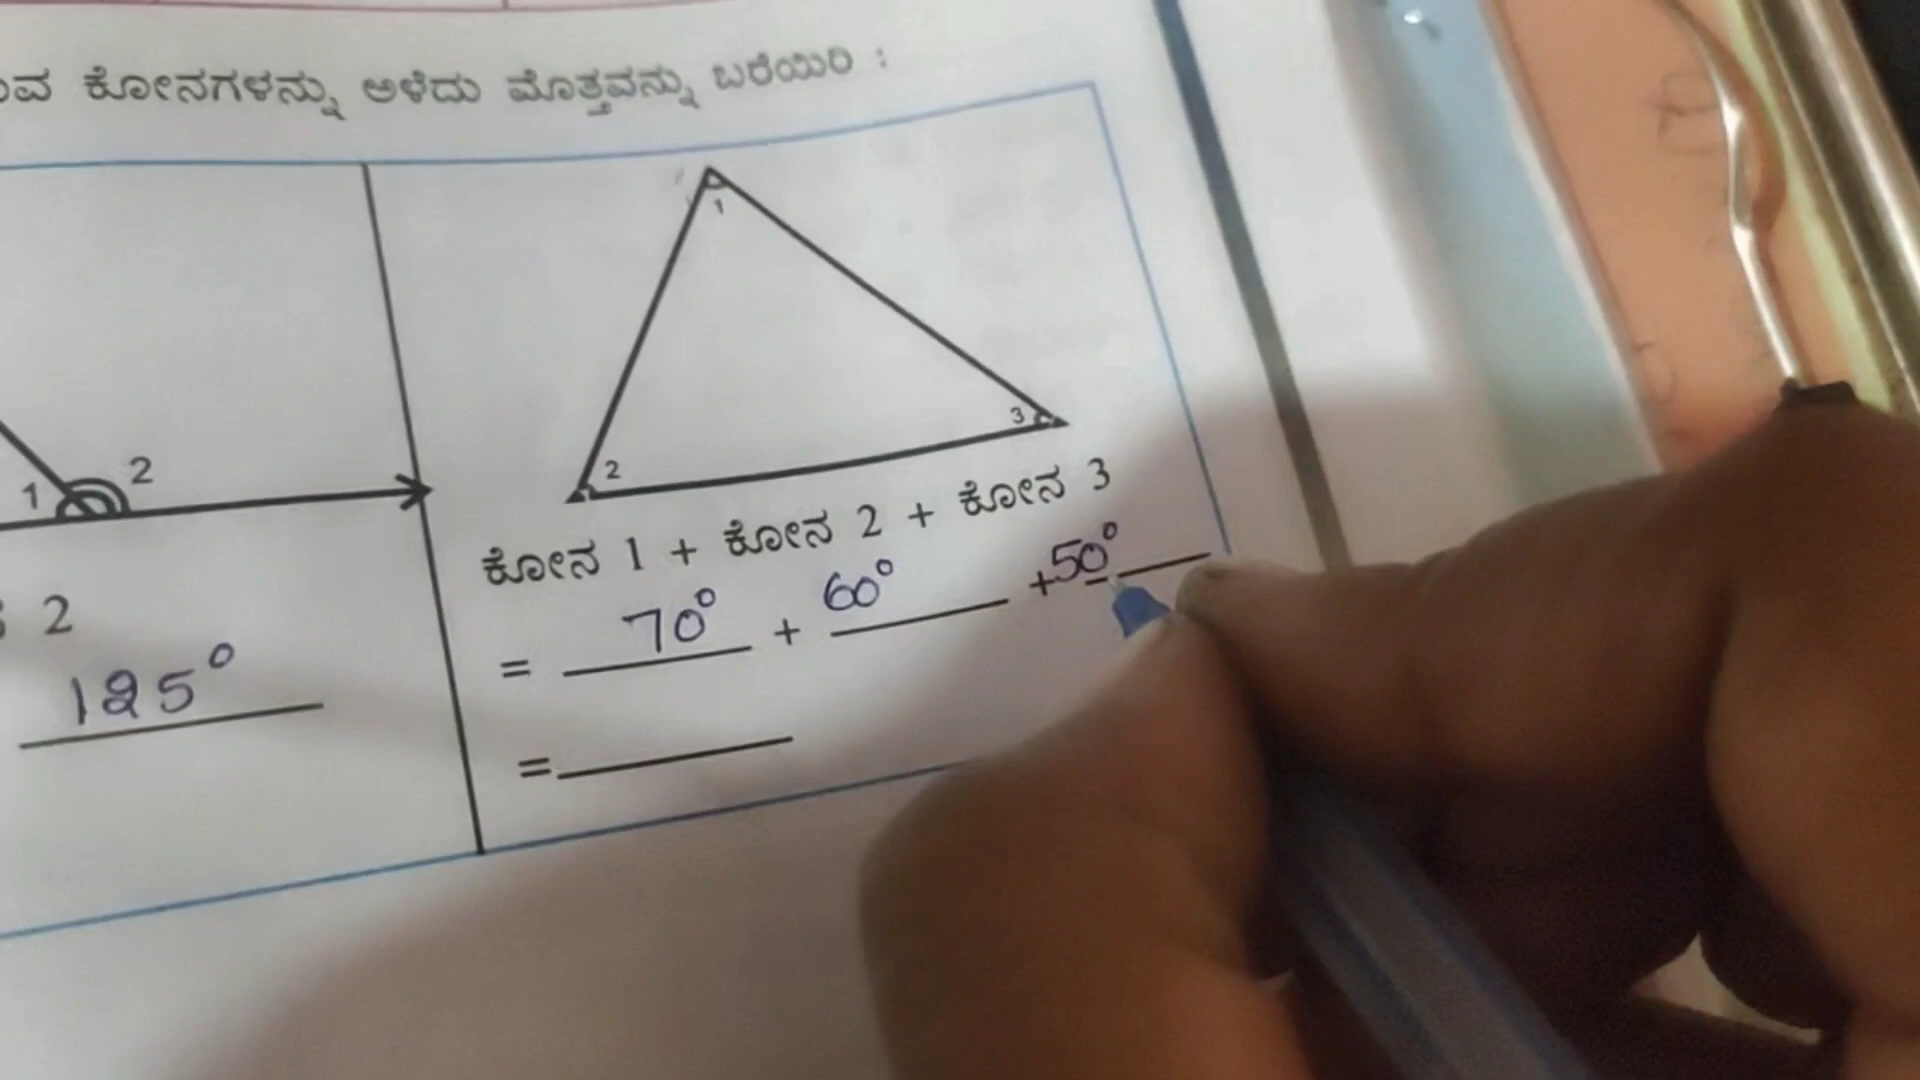 ಕೋನಗಳನ್ನು ಅಳೆದು ಮೊತ್ತವನ್ನು ಬರೆಯಿರಿ :
1
3
2
2
1
ಕೋನ 1 + ಕೋನ 2 + ಕೋನ 3
= 70° + 60° + 50°
2
125°
=